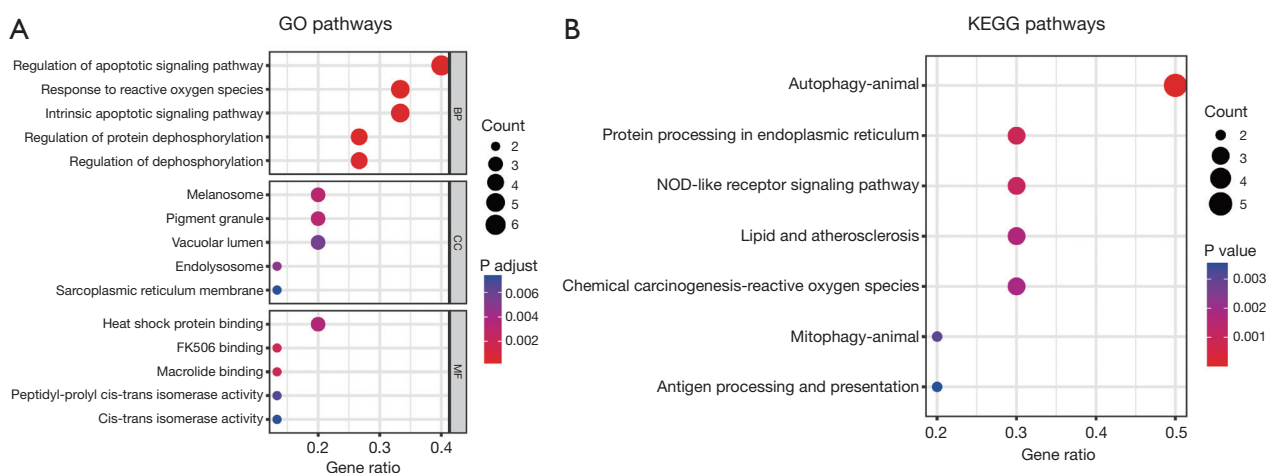 A
GO pathways
Regulation of apoptotic signaling pathway
Response to reactive oxygen species
Intrinsic apoptotic signaling pathway
Regulation of protein dephosphorylation
Regulation of dephosphorylation
BP
Melanosome
Pigment granule
Vacuolar lumen
Endolysosome
Sarcoplasmic reticulum membrane
CC
Heat shock protein binding
FK506 binding
Macrolide binding
Peptidyl-prolyl cis-trans isomerase activity
Cis-trans isomerase activity
MF
0.2 0.3 0.4
Gene ratio
Count
2
3
4
5
6
P adjust
0.006
0.004
0.002
B
KEGG pathways
Autophagy-animal
Protein processing in endoplasmic reticulum
NOD-like receptor signaling pathway
Lipid and atherosclerosis
Chemical carcinogenesis-reactive oxygen species
Mitophagy-animal
Antigen processing and presentation
0.2 0.3 0.4 0.5
Gene ratio
Count
2
3
4
5
P value
0.003
0.002
0.001